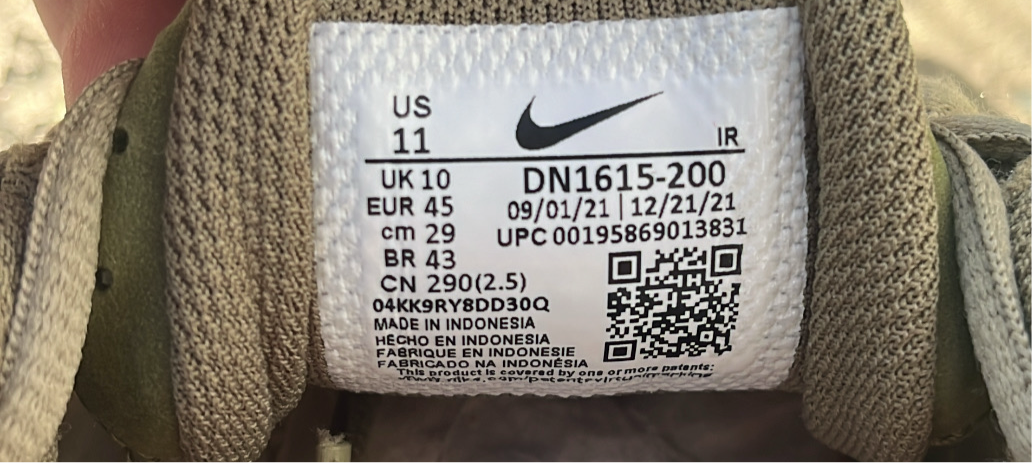 US
11
IR
UK 10
EUR 45
cm 29
BR 43
CN 290(2.5)
DN1615-200
09/01/21 | 12/21/21
UPC 00195869013831
04KK9RY8DD30Q
MADE IN INDONESIA
HECHO EN INDONESIA
FABRIQUE EN INDONESIE
FABRICADO NA INDONÉSIA
This product is covered by one or more patents: